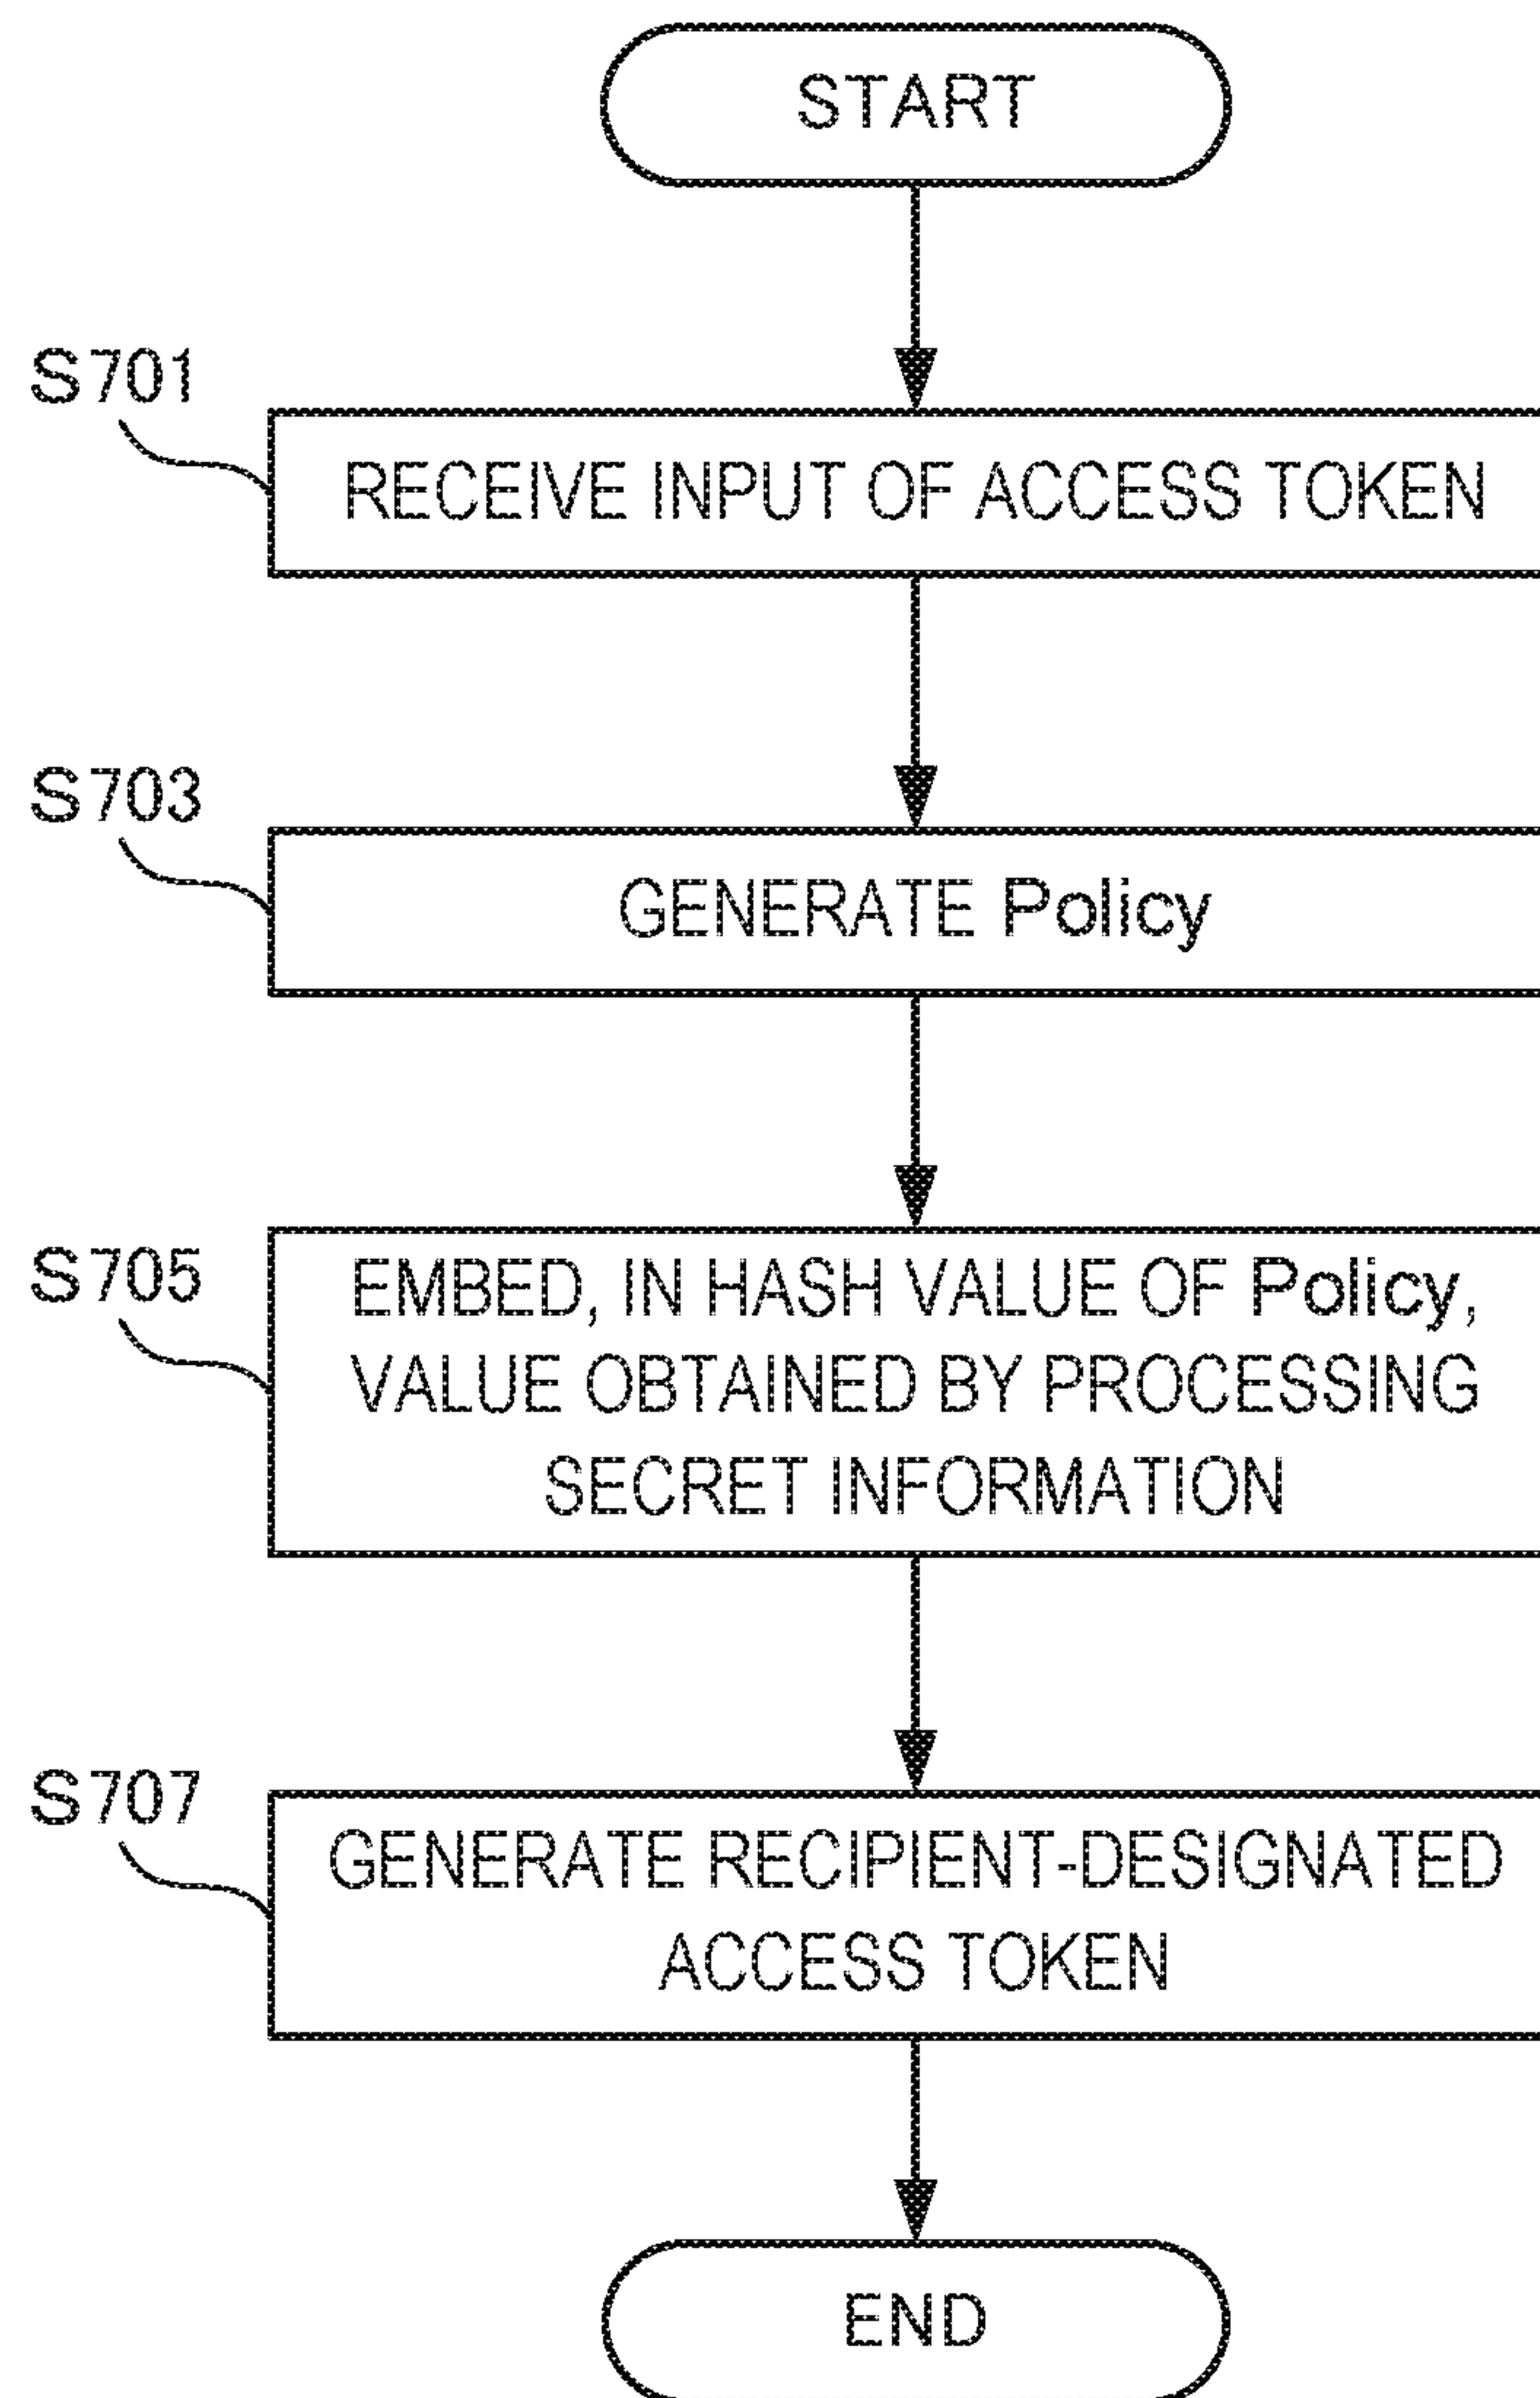 START
S701
RECEIVE INPUT OF ACCESS TOKEN
S703
GENERATE Policy
S705
EMBED, IN HASH VALUE OF Policy,
VALUE OBTAINED BY PROCESSING
SECRET INFORMATION
S707
GENERATE RECIPIENT-DESIGNATED
ACCESS TOKEN
END